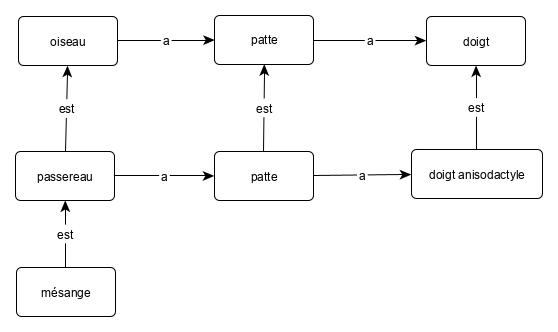 oiseau a patte a doigt
est est est
passereau a patte a doigt anisodactyle
est
mésange